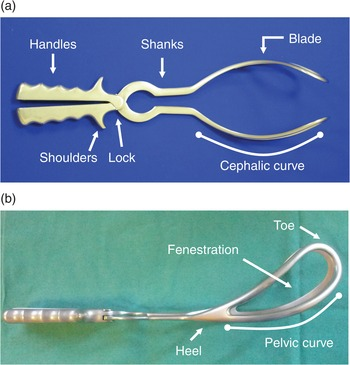 (a)
Handles
Shanks
Blade
Shoulders
Lock
Cephalic curve
(b)
Toe
Fenestration
Heel
Pelvic curve